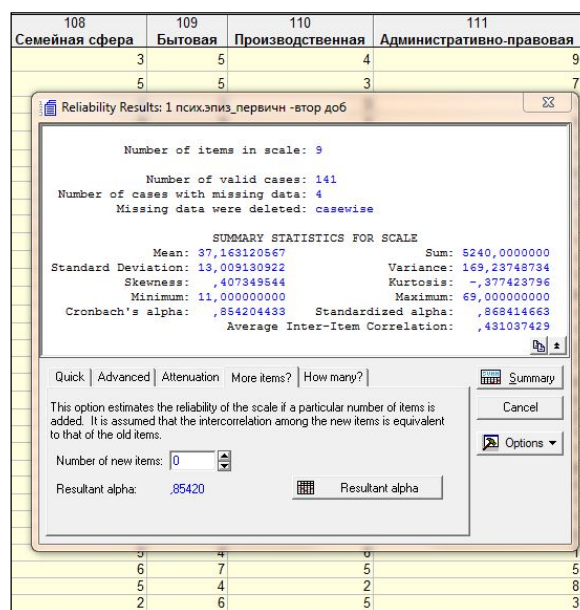 108 109 110 111
Семейная сфера Бытовая Производственная Административно-правовая
3 5 4 9
5 5 3 7
Reliability Results: 1 псих.эпиз_первичн -втор доб
Number of items in scale: 9
Number of valid cases: 141
Number of cases with missing data: 4
Missing data were deleted: casewise
SUMMARY STATISTICS FOR SCALE
Mean: 37,163120567 Sum: 5240,0000000
Standard Deviation: 13,009130922 Variance: 169,23748734
Skewness: ,407349544 Kurtosis: -,377423796
Minimum: 11,000000000 Maximum: 69,000000000
Cronbach's alpha: ,854204433 Standardized alpha: ,868414663
Average Inter-Item Correlation: ,431037429
Quick Advanced Attenuation More items? How many?
Summary
This option estimates the reliability of the scale if a particular number of items is
added. It is assumed that the intercorrelation among the new items is equivalent
to that of the old items.
Cancel
Options
Number of new items: 0
Resultant alpha: ,85420 Resultant alpha
6 7 5 5
5 4 2 8
2 6 5 3